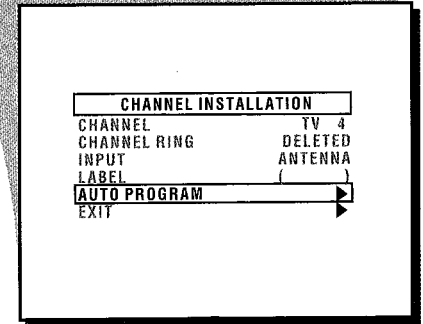 CHANNEL INSTALLATION
CHANNEL TV 4
CHANNEL RING DELETED
INPUT ANTENNA
LABEL ( )
AUTO PROGRAM ▶
EXIT ▶